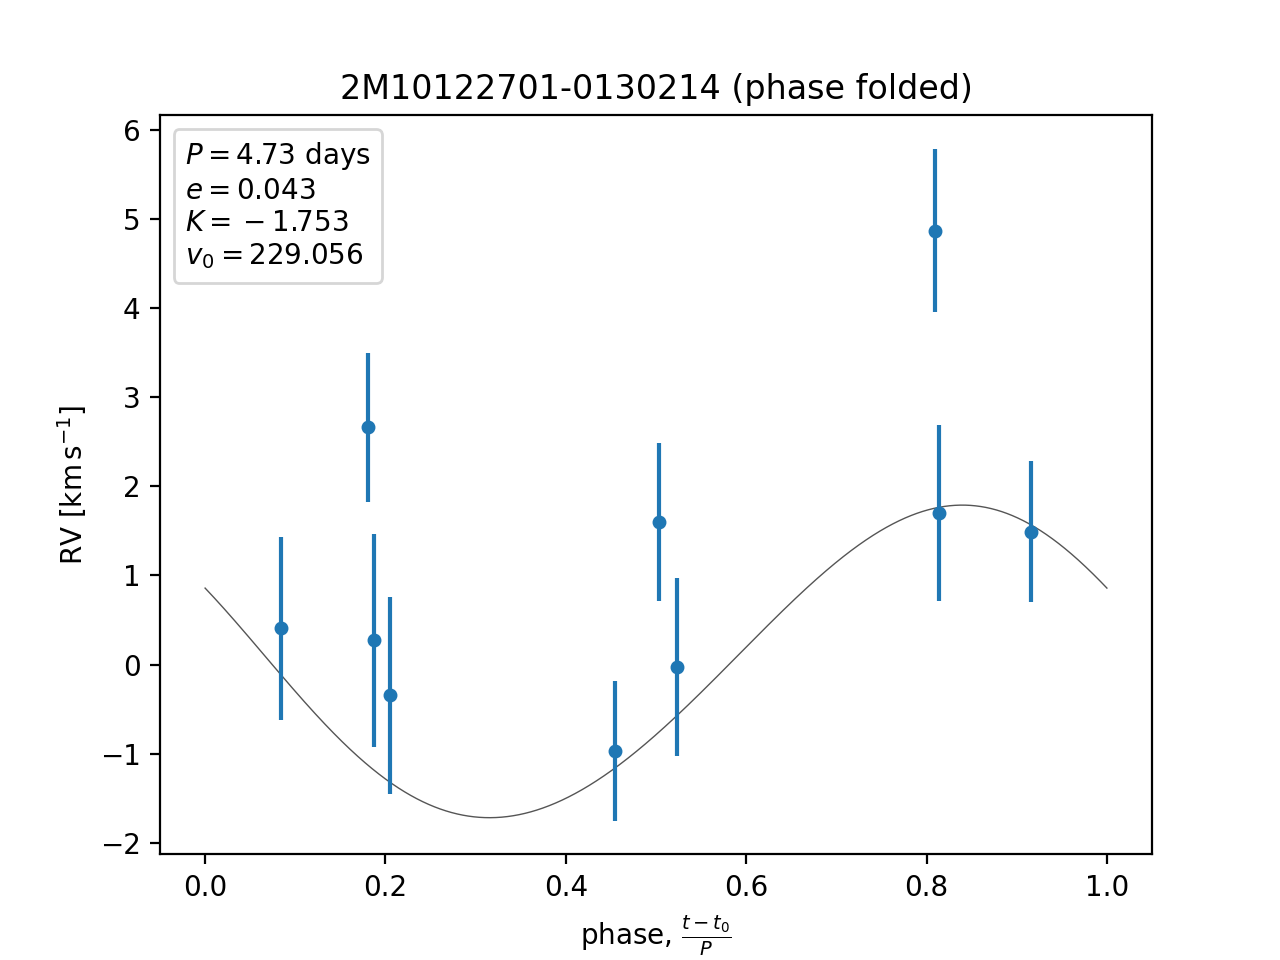 2M10122701-0130214 (phase folded)
P = 4.73 days
e = 0.043
K = −1.753
v₀ = 229.056
6
5
4
3
2
1
0
−1
−2
RV [km s⁻¹]
0.0 0.2 0.4 0.6 0.8 1.0
phase, (t − t₀)/P